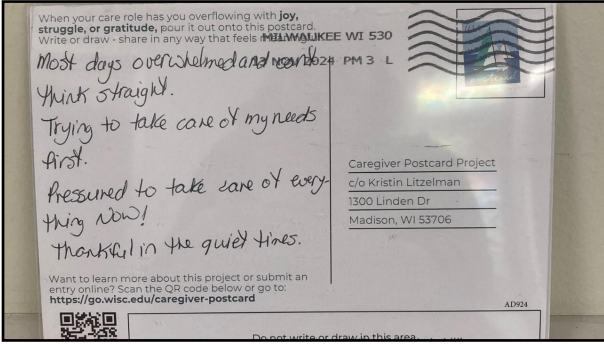 When your care role has you overflowing with joy,
struggle, or gratitude, pour it out onto this postcard.
Write or draw - share in any way that feels
MILWAUKEE WI 530
NOV 2024 PM 3 L
Most days overwhelmed and can't
think straight.
Trying to take care of my needs
first.
Pressured to take care of every-
thing Now!
Thankful in the quiet times.
Caregiver Postcard Project
c/o Kristin Litzelman
1300 Linden Dr
Madison, WI 53706
Want to learn more about this project or submit an
entry online? Scan the QR code below or go to:
https://go.wisc.edu/caregiver-postcard
AD924
Do not write or draw in this area